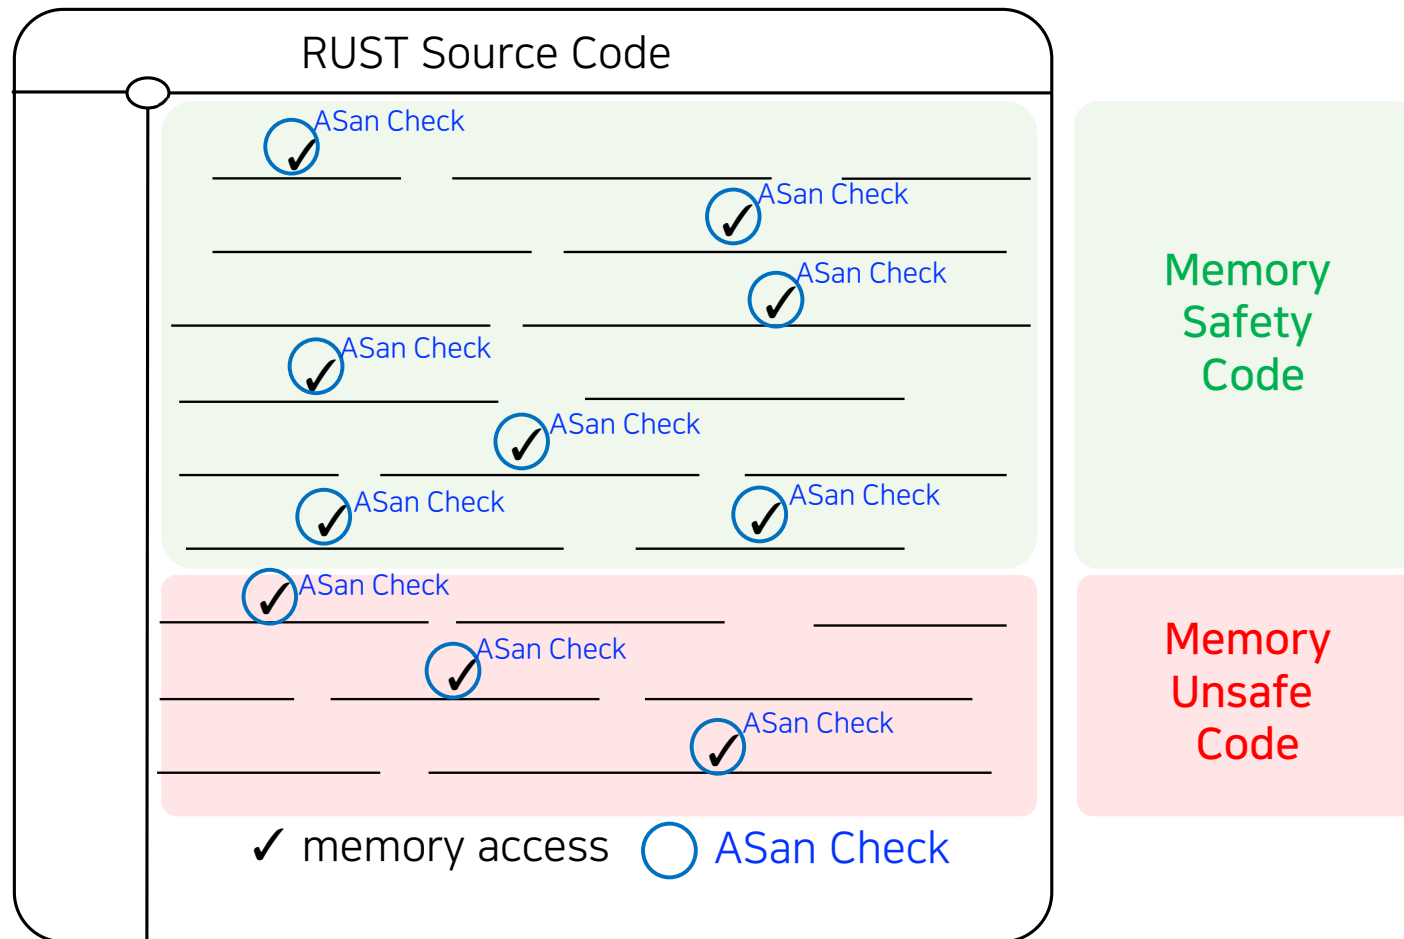 RUST Source Code
ASan Check
ASan Check
ASan Check
ASan Check
ASan Check
ASan Check
ASan Check
Memory
Safety
Code
ASan Check
ASan Check
ASan Check
Memory
Unsafe
Code
✓ memory access ASan Check